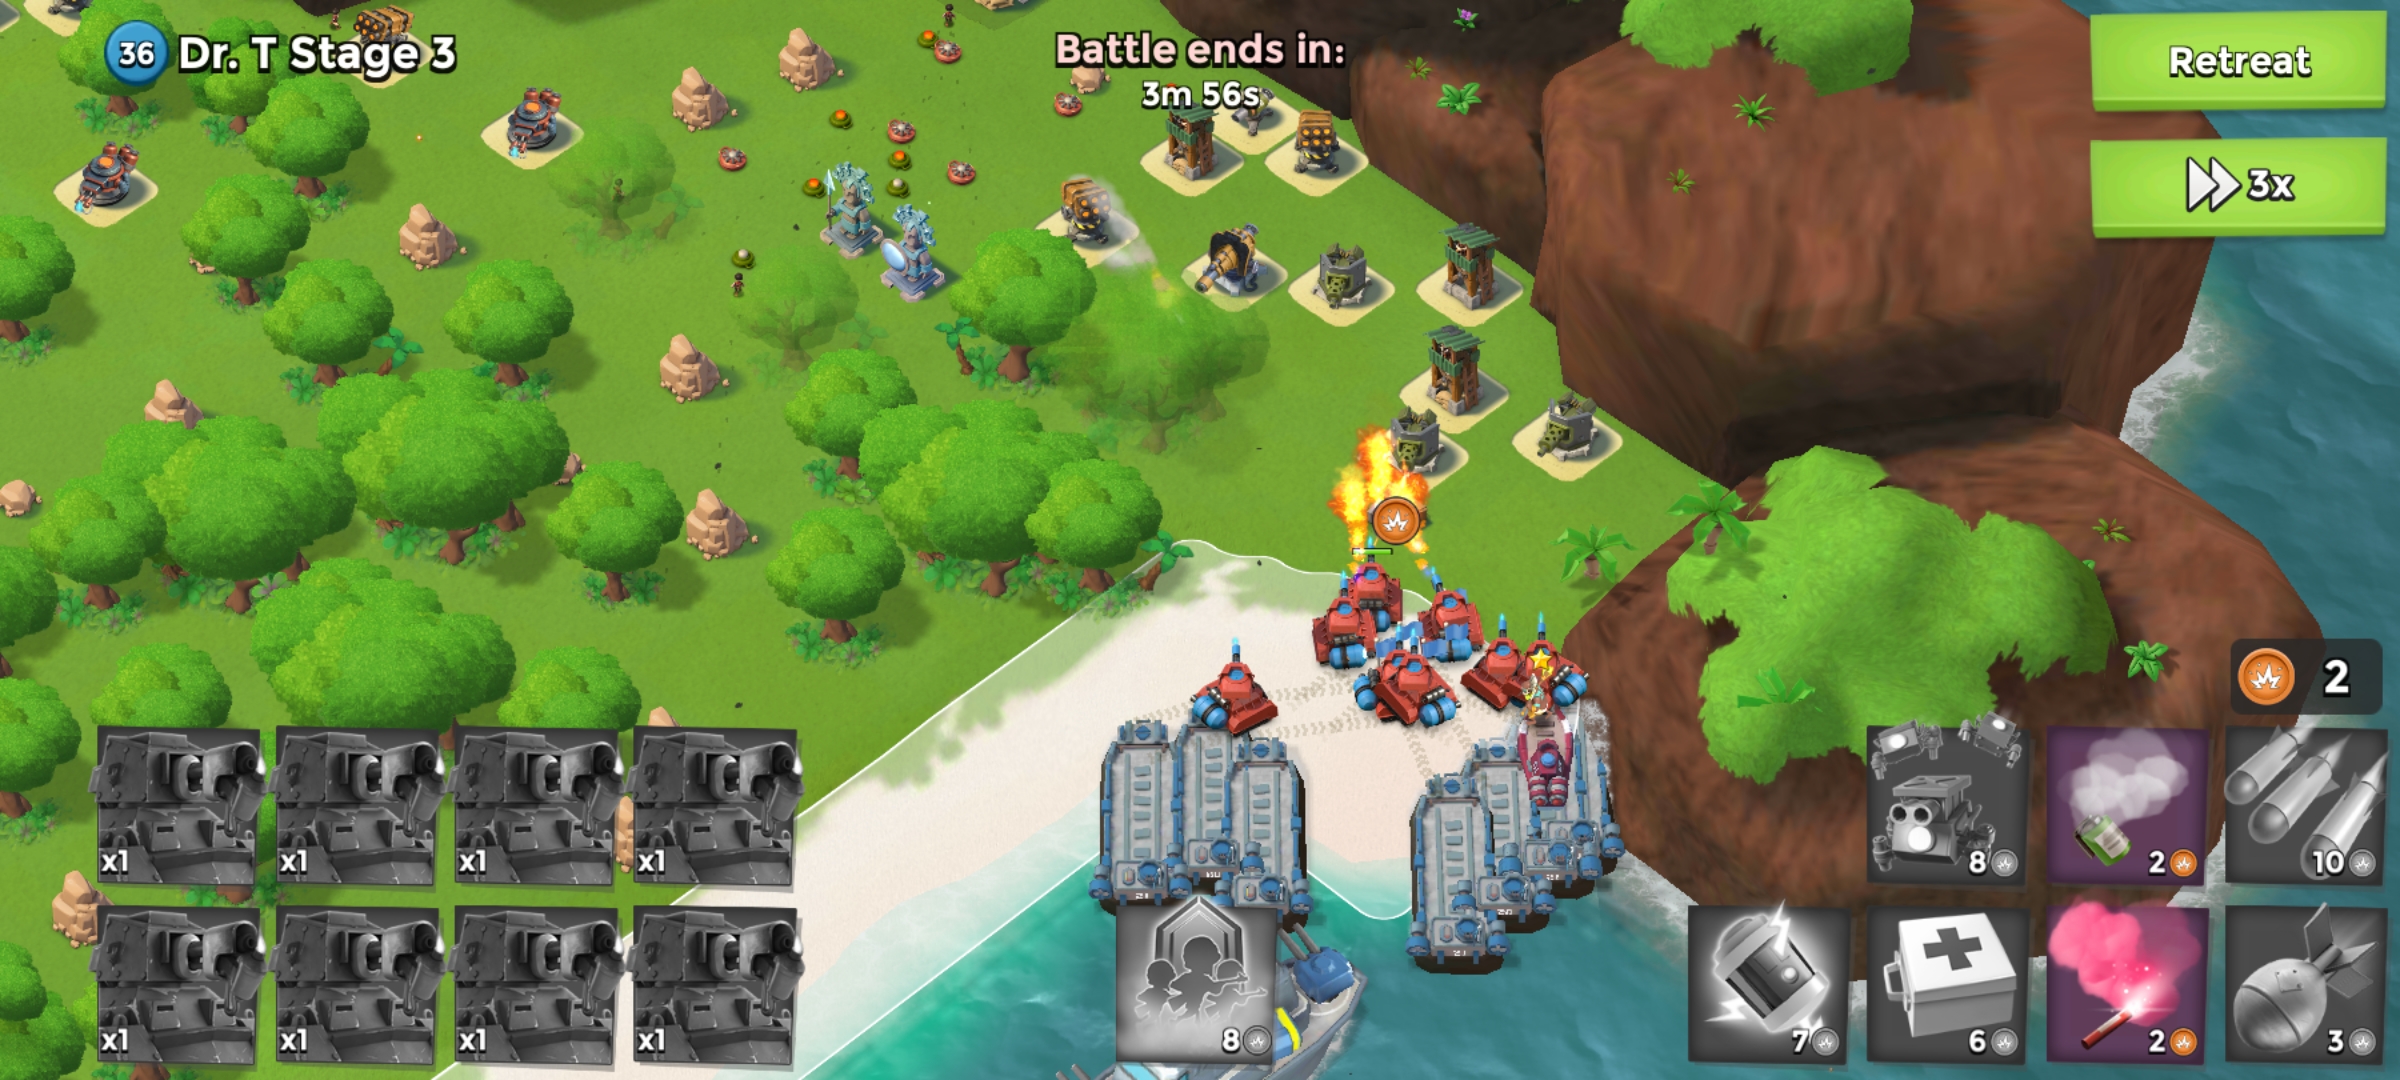 36 Dr. T Stage 3
Battle ends in:
3m 56s
Retreat
3x
2
x1 x1 x1 x1
8 2 10
x1 x1 x1 x1
8
7 6 2 3